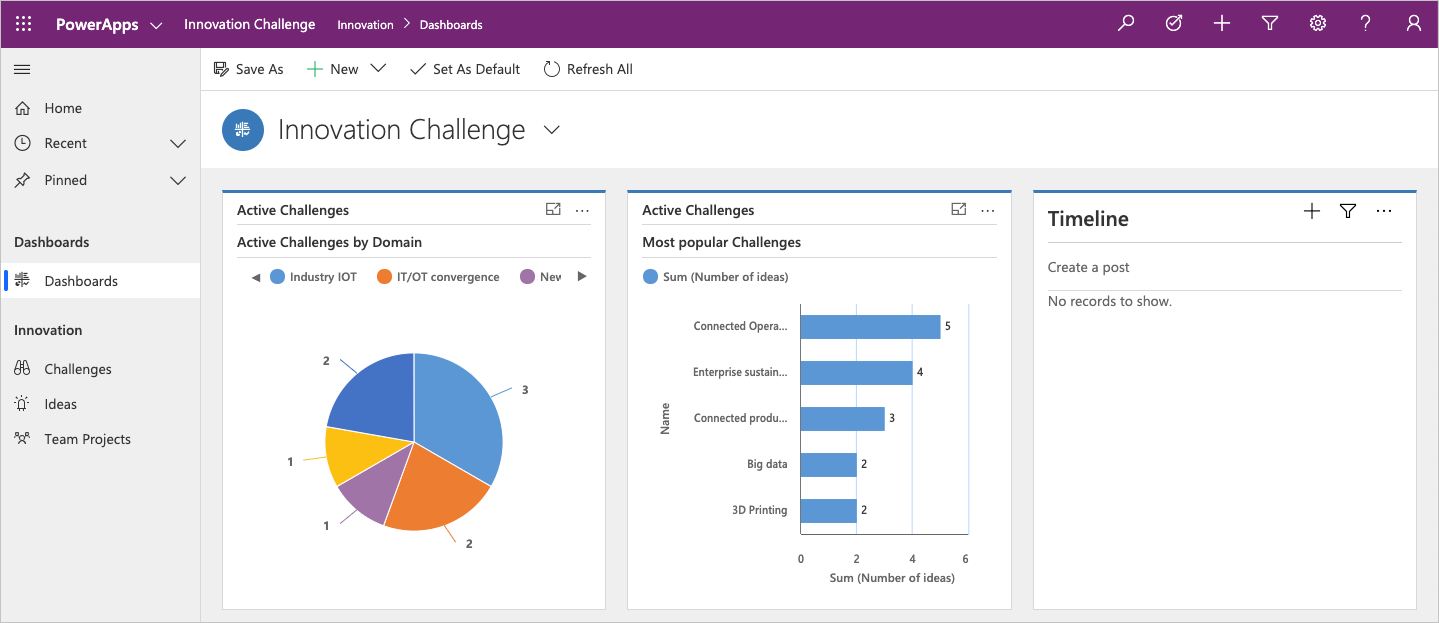 PowerApps Innovation Challenge Innovation Dashboards
Save As New Set As Default Refresh All
Home
Recent
Pinned
Dashboards
Dashboards
Innovation
Challenges
Ideas
Team Projects
Innovation Challenge
Active Challenges
Active Challenges by Domain
Industry IOT IT/OT convergence
2
3
1
1
2
Active Challenges
Most popular Challenges
Sum (Number of ideas)
Name
Connected Opera... 5
Enterprise sustain... 4
Connected produ... 3
Big data 2
3D Printing 2
0 2 4 6
Sum (Number of ideas)
Timeline
Create a post
No records to show.